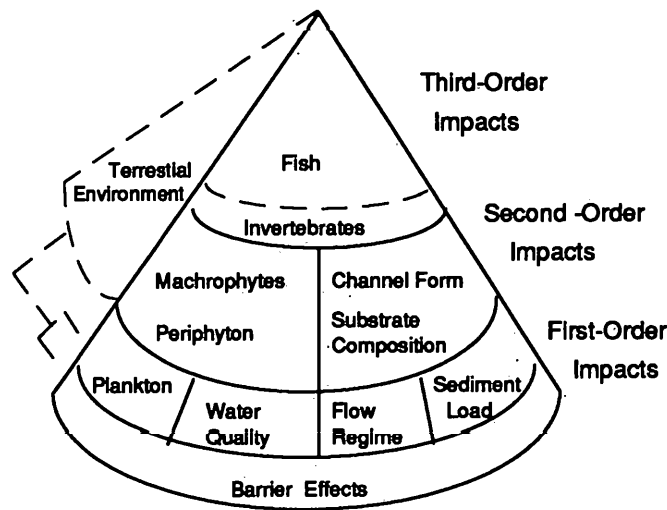 Third-Order
Impacts
Terrestial
Environment
Fish
Invertebrates
Second -Order
Impacts
Machrophytes
Channel Form
Periphyton
Substrate
Composition
First-Order
Impacts
Plankton
Water
Quality
Flow
Regime
Sediment
Load
Barrier Effects